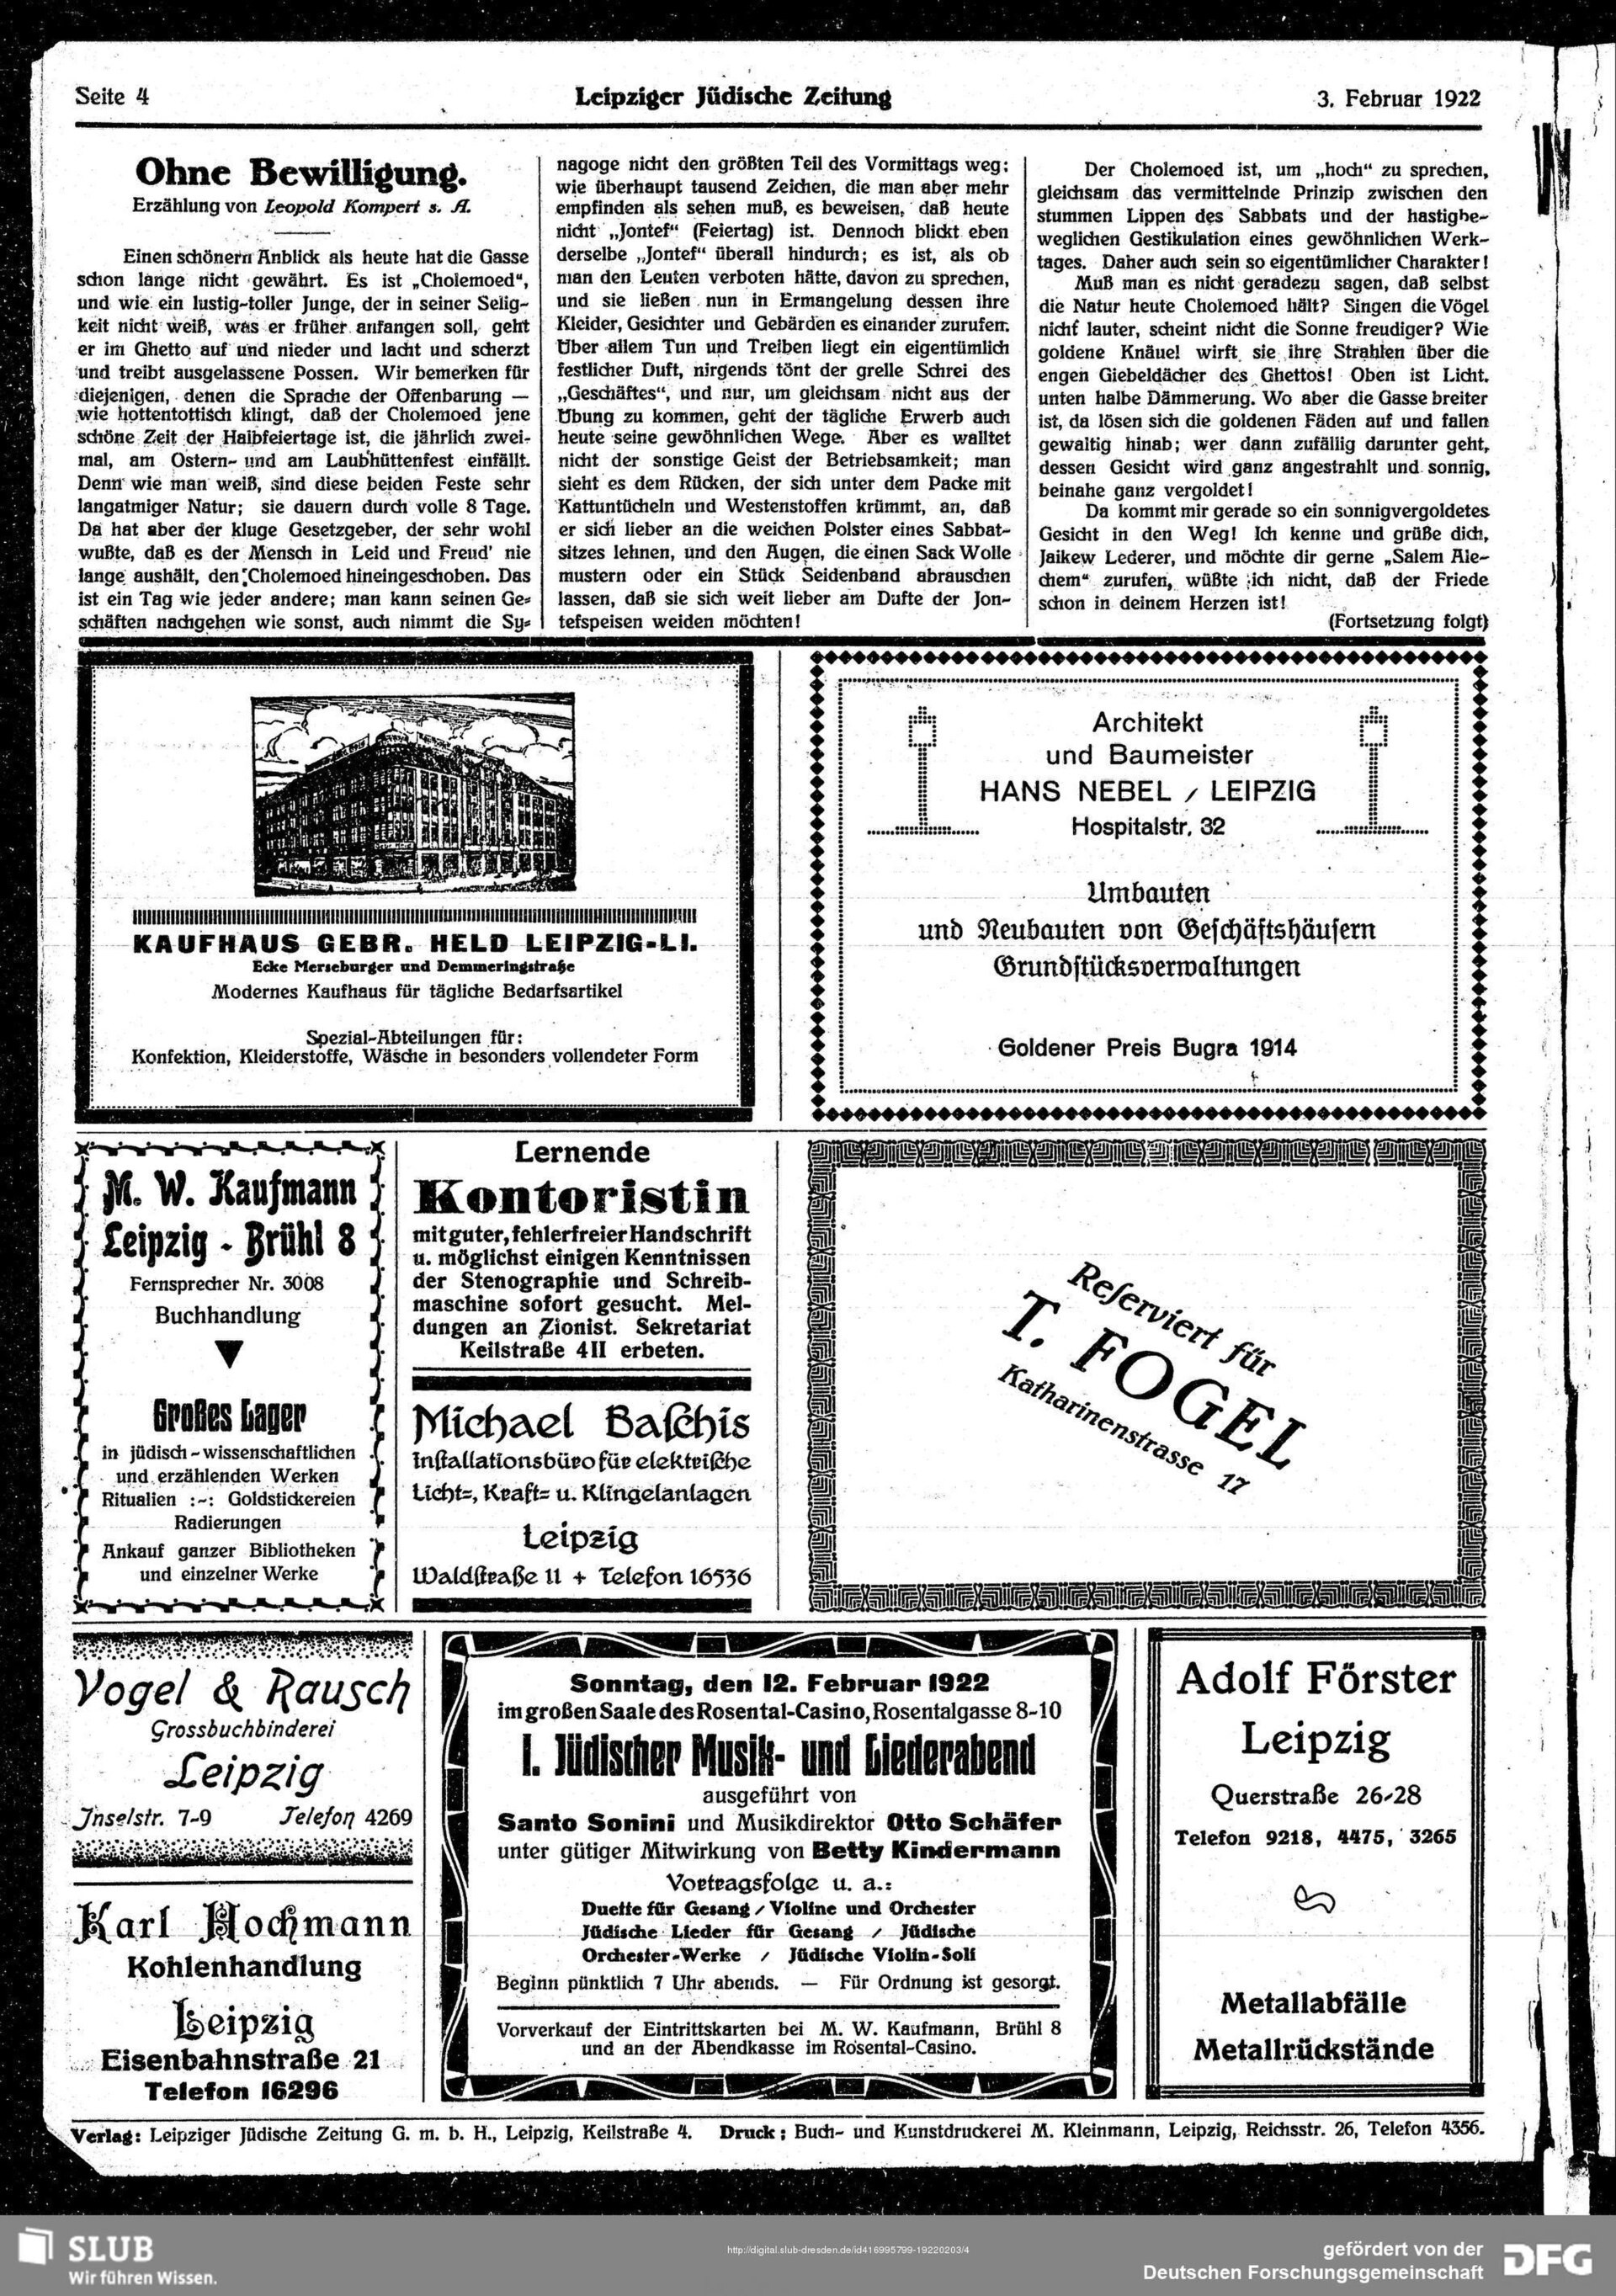 Seite 4
Leipziger Jüdische Zeitung
3. Februar 1922
Ohne Bewilligung.
Erzählung von Leopold Kompert s. A.
Einen schönern Anblick als heute hat die Gasse
schon lange nicht gewährt. Es ist „Cholemoed“,
und wie ein lustig-toller Junge, der in seiner Selig-
keit nicht weiß, was er früher anfangen soll, geht
er im Ghetto auf und nieder und lacht und scherzt
und treibt ausgelassene Possen. Wir bemerken für
diejenigen, denen die Sprache der Offenbarung —
wie hottentottisch klingt, daß der Cholemoed jene
schöne Zeit der Halbfeiertage ist, die jährlich zwei-
mal, am Ostern- und am Laubhüttenfest einfällt.
Denn wie man weiß, sind diese beiden Feste sehr
langatmiger Natur; sie dauern durch volle 8 Tage.
Da hat aber der kluge Gesetzgeber, der sehr wohl
wußte, daß es der Mensch in Leid und Freud' nie
lange aushält, den Cholemoed hineingeschoben. Das
ist ein Tag wie jeder andere; man kann seinen Ge-
schäften nachgehen wie sonst, auch nimmt die Sy-
nagoge nicht den größten Teil des Vormittags weg;
wie überhaupt tausend Zeichen, die man aber mehr
empfinden als sehen muß, es beweisen, daß heute
nicht „Jontef“ (Feiertag) ist. Dennoch blickt eben
derselbe „Jontef“ überall hindurch; es ist, als ob
man den Leuten verboten hätte, davon zu sprechen,
und sie ließen nun in Ermangelung dessen ihre
Kleider, Gesichter und Gebärden es einander zurufen.
Über allem Tun und Treiben liegt ein eigentümlich
festlicher Duft, nirgends tönt der grelle Schrei des
„Geschäftes“, und nur, um gleichsam nicht aus der
Übung zu kommen, geht der tägliche Erwerb auch
heute seine gewöhnlichen Wege. Aber es walltet
nicht der sonstige Geist der Betriebsamkeit; man
sieht es dem Rücken, der sich unter dem Packe mit
Kattuntücheln und Westenstoffen krümmt, an, daß
er sich lieber an die weichen Polster eines Sabbat-
sitzes lehnen, und den Augen, die einen Sack Wolle
mustern oder ein Stück Seidenband abrauschen
lassen, daß sie sich weit lieber am Dufte der Jon-
tefspeisen weiden möchten!
Der Cholemoed ist, um „hoch“ zu sprechen,
gleichsam das vermittelnde Prinzip zwischen den
stummen Lippen des Sabbats und der hastigbe-
weglichen Gestikulation eines gewöhnlichen Werk-
tages. Daher auch sein so eigentümlicher Charakter!
Muß man es nicht geradezu sagen, daß selbst
die Natur heute Cholemoed hält? Singen die Vögel
nicht lauter, scheint nicht die Sonne freudiger? Wie
goldene Knäuel wirft sie ihre Strahlen über die
engen Giebeldächer des Ghettos! Oben ist Licht,
unten halbe Dämmerung. Wo aber die Gasse breiter
ist, da lösen sich die goldenen Fäden auf und fallen
gewaltig hinab; wer dann zufällig darunter geht,
dessen Gesicht wird ganz angestrahlt und sonnig,
beinahe ganz vergoldet!
Da kommt mir gerade so ein sonnigvergoldetes
Gesicht in den Weg! Ich kenne und grüße dich,
Jaikew Lederer, und möchte dir gerne „Salem Ale-
chem“ zurufen, wüßte ich nicht, daß der Friede
schon in deinem Herzen ist!
(Fortsetzung folgt)
KAUFHAUS GEBR. HELD LEIPZIG-LI.
Ecke Merseburger und Demmeringstraße
Modernes Kaufhaus für tägliche Bedarfsartikel
Spezial-Abteilungen für:
Konfektion, Kleiderstoffe, Wäsche in besonders vollendeter Form
Architekt
und Baumeister
HANS NEBEL / LEIPZIG
Hospitalstr. 32
Umbauten
und Neubauten von Geschäftshäusern
Grundstücksverwaltungen
Goldener Preis Bugra 1914
M. W. Kaufmann
Leipzig - Brühl 8
Fernsprecher Nr. 3008
Buchhandlung
Großes Lager
in jüdisch-wissenschaftlichen
und erzählenden Werken
Ritualien :-: Goldstickereien
Radierungen
Ankauf ganzer Bibliotheken
und einzelner Werke
Lernende
Kontoristin
mit guter, fehlerfreier Handschrift
u. möglichst einigen Kenntnissen
der Stenographie und Schreib-
maschine sofort gesucht. Mel-
dungen an Zionist. Sekretariat
Keilstraße 4II erbeten.
Michael Baschis
Installationsbüro für elektrische
Licht-, Kraft- u. Klingelanlagen
Leipzig
Waldstraße 11 + Telefon 16536
Reserviert für
T. FOGEL
Katharinenstrasse 17
Vogel & Rausch
Grossbuchbinderei
Leipzig
Inselstr. 7-9 Telefon 4269
Karl Hochmann
Kohlenhandlung
Leipzig
Eisenbahnstraße 21
Telefon 16296
Sonntag, den 12. Februar 1922
im großen Saale des Rosental-Casino, Rosentalgasse 8-10
I. Jüdischer Musik- und Liederabend
ausgeführt von
Santo Sonini und Musikdirektor Otto Schäfer
unter gütiger Mitwirkung von Betty Kindermann
Vortragsfolge u. a.:
Duette für Gesang / Violine und Orchester
Jüdische Lieder für Gesang / Jüdische
Orchester-Werke / Jüdische Violin-Soli
Beginn pünktlich 7 Uhr abends. — Für Ordnung ist gesorgt.
Vorverkauf der Eintrittskarten bei M. W. Kaufmann, Brühl 8
und an der Abendkasse im Rosental-Casino.
Adolf Förster
Leipzig
Querstraße 26-28
Telefon 9218, 4475, 3265
Metallabfälle
Metallrückstände
Verlag: Leipziger Jüdische Zeitung G. m. b. H., Leipzig, Keilstraße 4. Druck: Buch- und Kunstdruckerei M. Kleinmann, Leipzig, Reichsstr. 26, Telefon 4356.
SLUB
Wir führen Wissen.
http://digital.slub-dresden.de/id416995799-19220203/4
gefördert von der
Deutschen Forschungsgemeinschaft
DFG